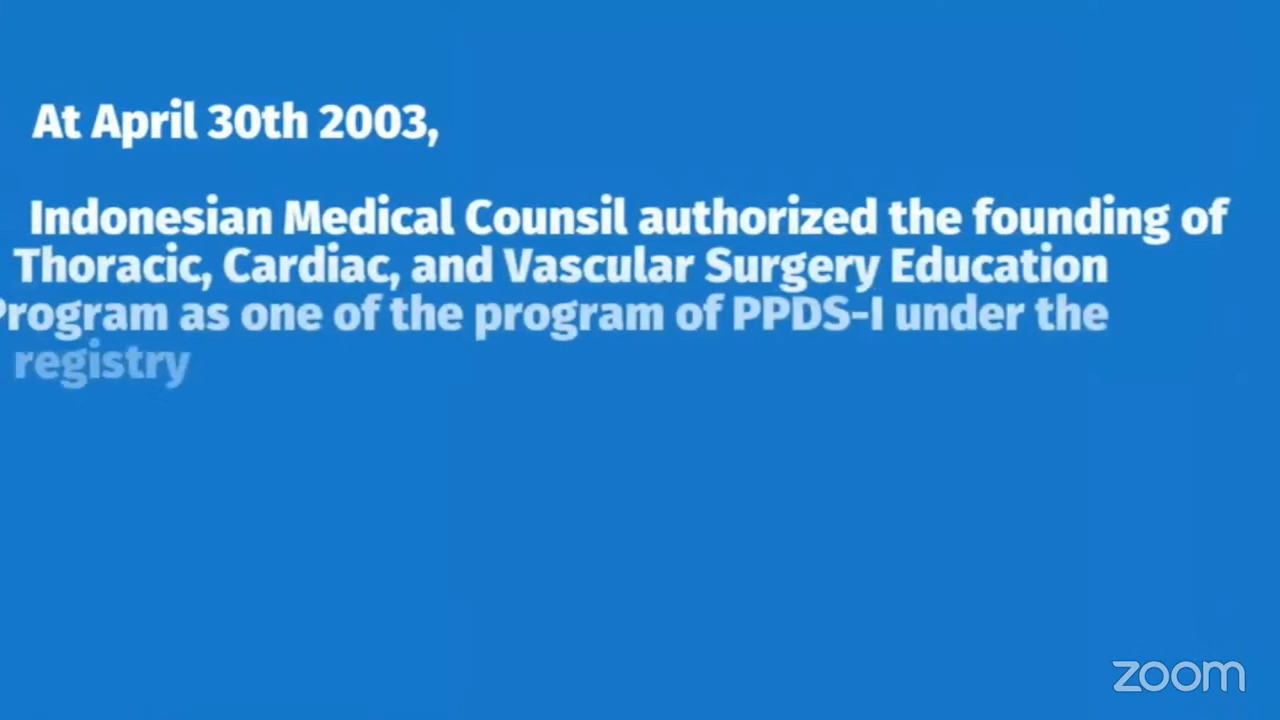 At April 30th 2003,
Indonesian Medical Counsil authorized the founding of
Thoracic, Cardiac, and Vascular Surgery Education
Program as one of the program of PPDS-I under the
registry
zoom